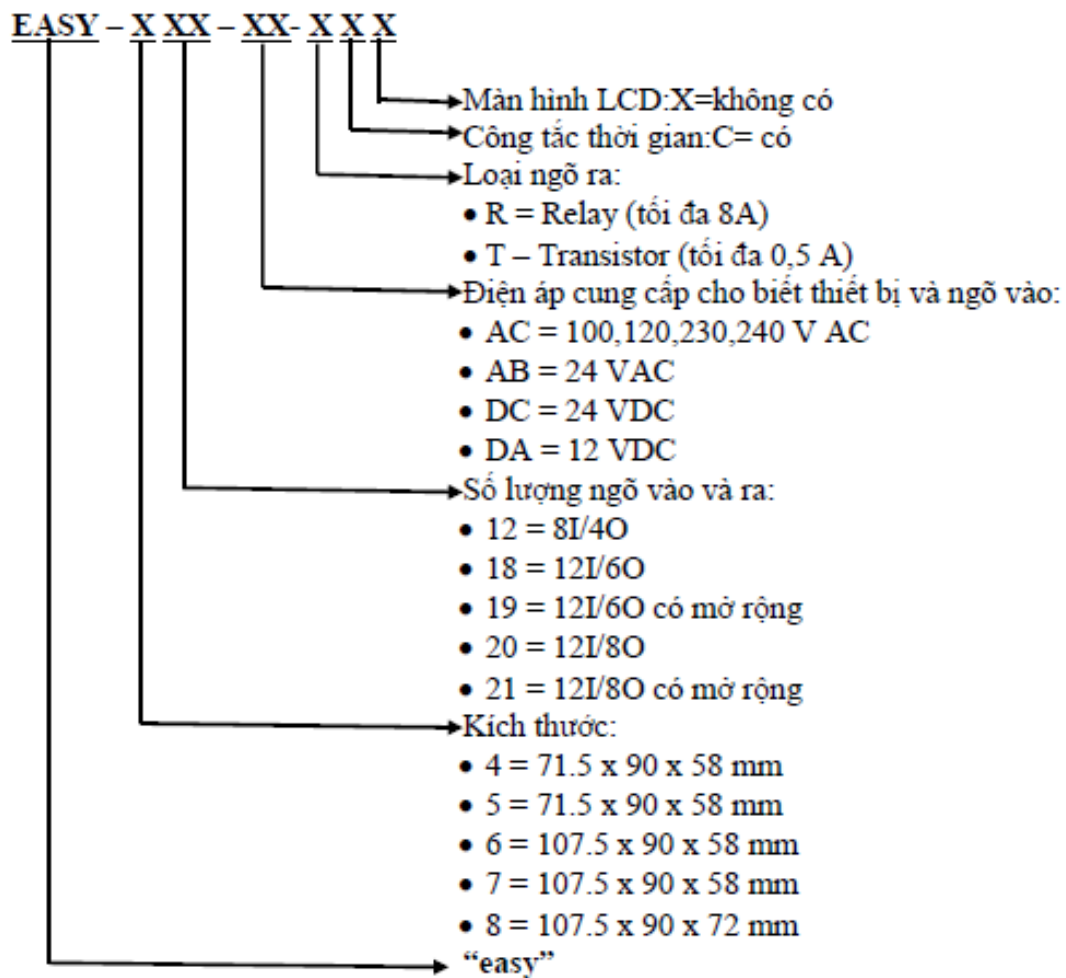 EASY – X XX – XX- X X X
Màn hình LCD:X=không có
Công tắc thời gian:C= có
Loại ngõ ra:
• R = Relay (tối đa 8A)
• T – Transistor (tối đa 0,5 A)
Điện áp cung cấp cho biết thiết bị và ngõ vào:
• AC = 100,120,230,240 V AC
• AB = 24 VAC
• DC = 24 VDC
• DA = 12 VDC
Số lượng ngõ vào và ra:
• 12 = 8I/4O
• 18 = 12I/6O
• 19 = 12I/6O có mở rộng
• 20 = 12I/8O
• 21 = 12I/8O có mở rộng
Kích thước:
• 4 = 71.5 x 90 x 58 mm
• 5 = 71.5 x 90 x 58 mm
• 6 = 107.5 x 90 x 58 mm
• 7 = 107.5 x 90 x 58 mm
• 8 = 107.5 x 90 x 72 mm
“easy”